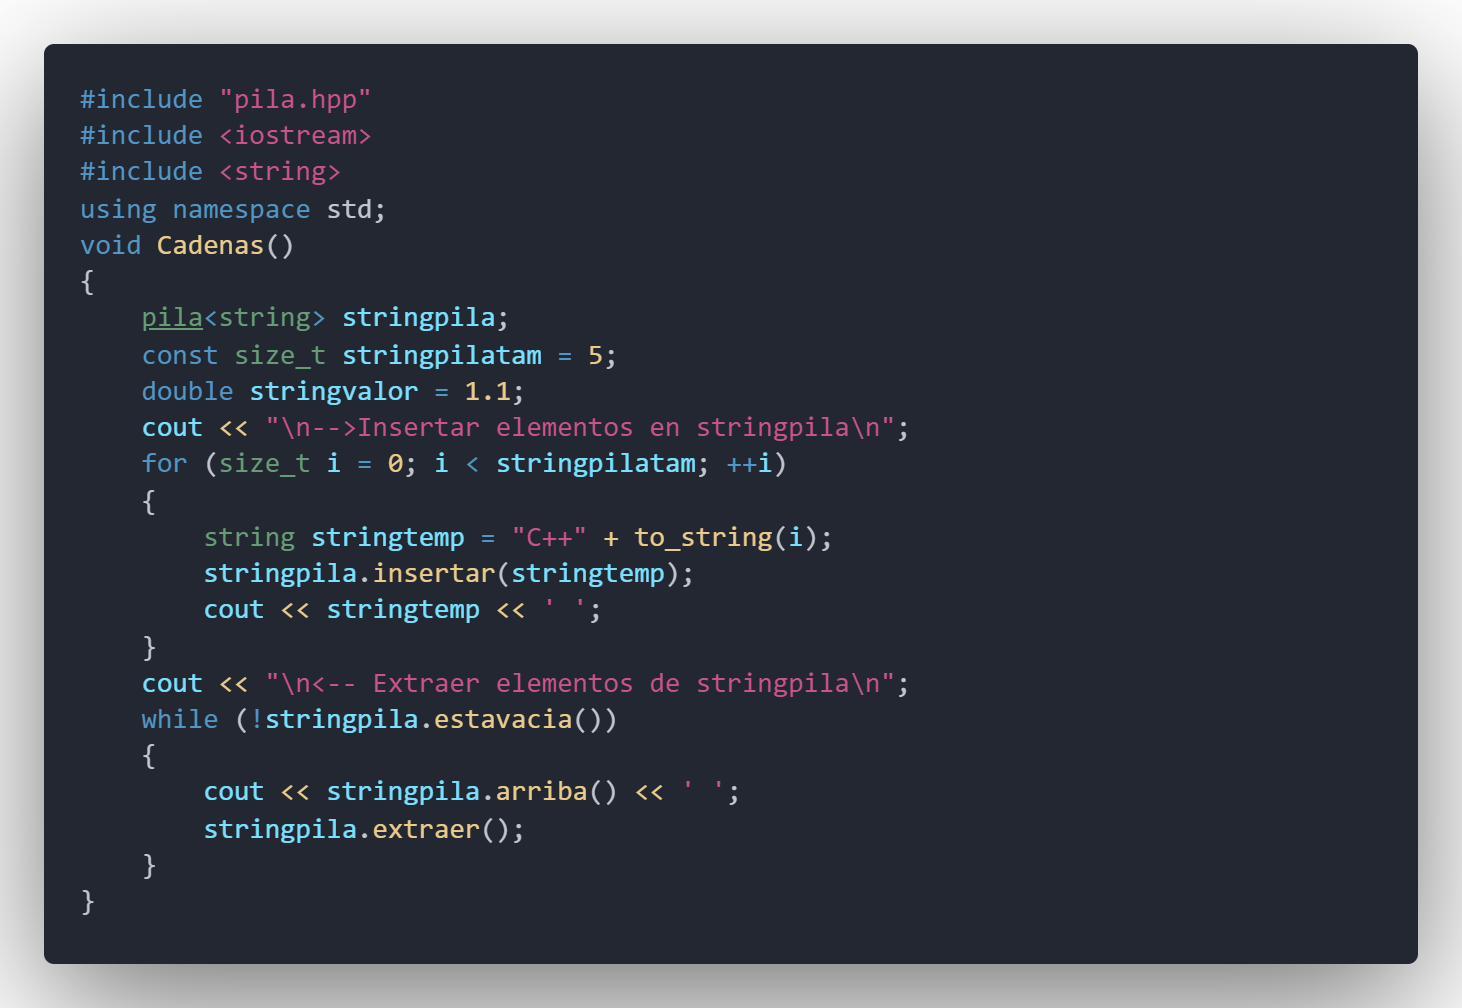 #include "pila.hpp"
#include <iostream>
#include <string>
using namespace std;
void Cadenas()
{
    pila<string> stringpila;
    const size_t stringpilatam = 5;
    double stringvalor = 1.1;
    cout << "\n-->Insertar elementos en stringpila\n";
    for (size_t i = 0; i < stringpilatam; ++i)
    {
        string stringtemp = "C++" + to_string(i);
        stringpila.insertar(stringtemp);
        cout << stringtemp << ' ';
    }
    cout << "\n<-- Extraer elementos de stringpila\n";
    while (!stringpila.estavacia())
    {
        cout << stringpila.arriba() << ' ';
        stringpila.extraer();
    }
}